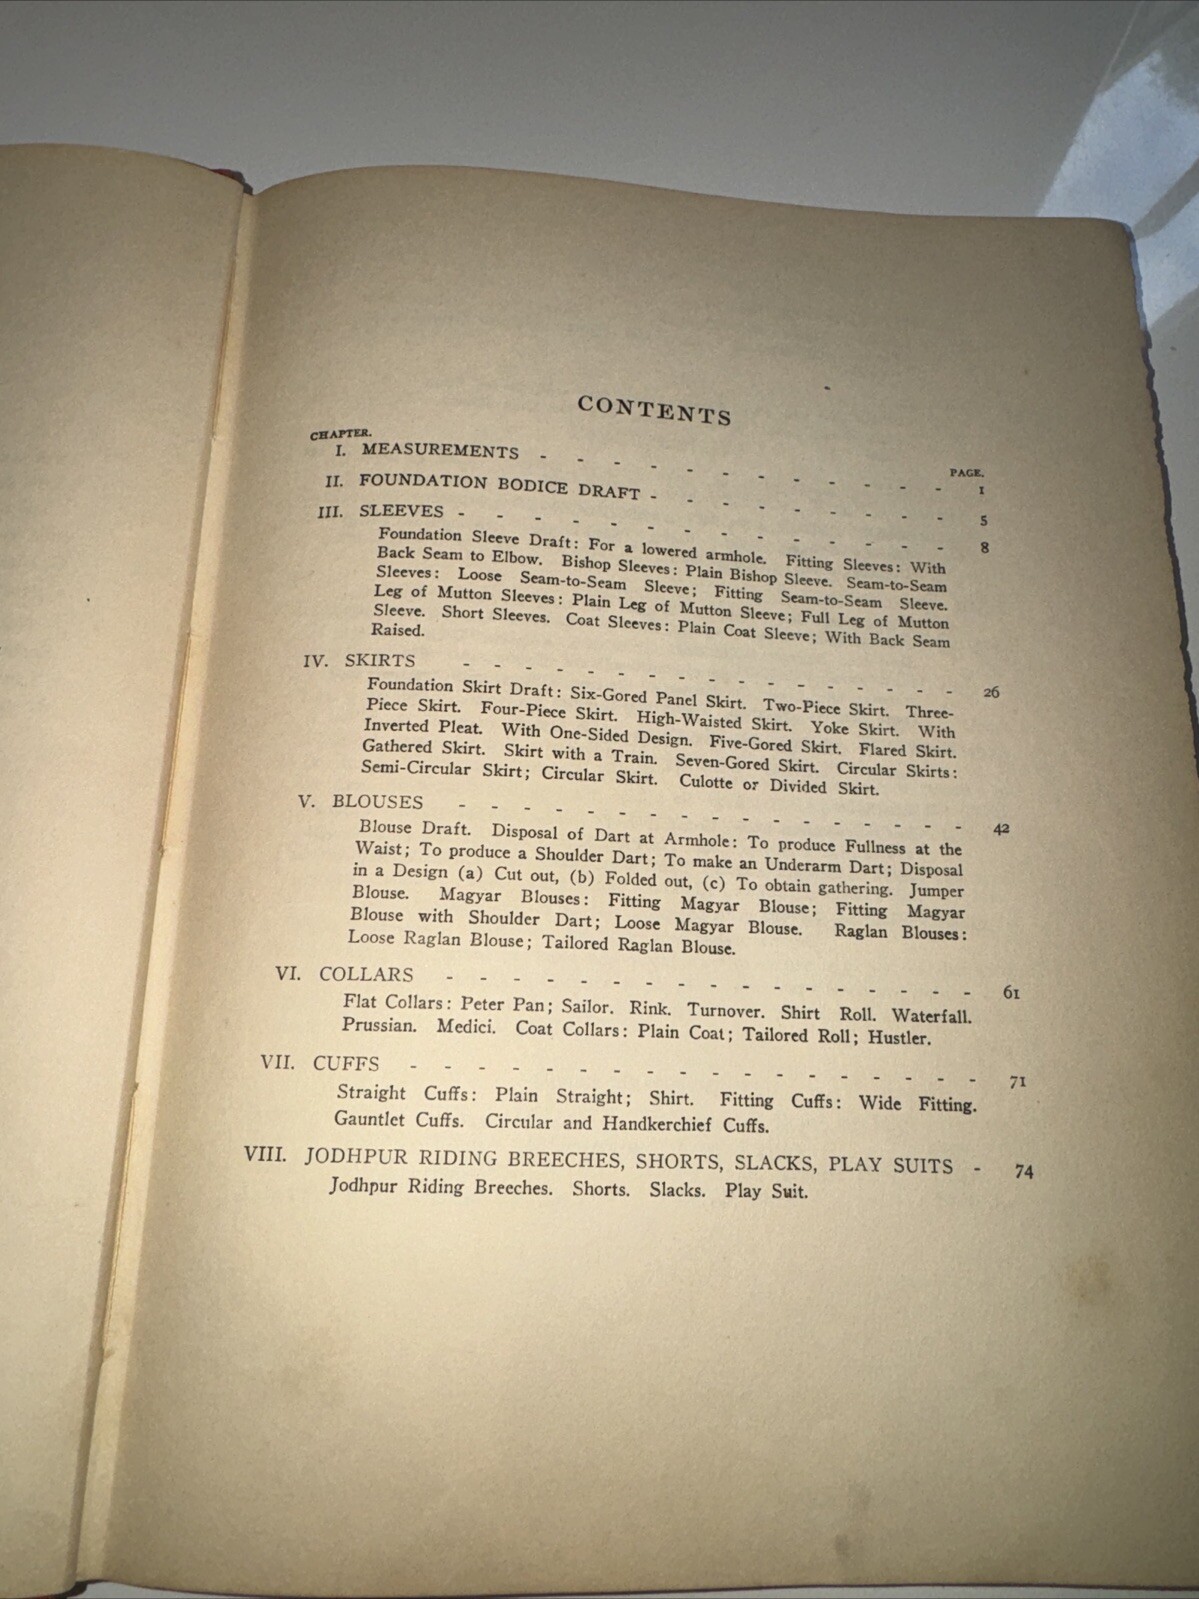 CONTENTS
CHAPTER.
PAGE.
I. MEASUREMENTS - - - - - - - - - - - - 1
II. FOUNDATION BODICE DRAFT - - - - - - - - - 5
III. SLEEVES - - - - - - - - - - - - - - 8
Foundation Sleeve Draft: For a lowered armhole. Fitting Sleeves: With
Back Seam to Elbow. Bishop Sleeves: Plain Bishop Sleeve. Seam-to-Seam
Sleeves: Loose Seam-to-Seam Sleeve; Fitting Seam-to-Seam Sleeve.
Leg of Mutton Sleeves: Plain Leg of Mutton Sleeve; Full Leg of Mutton
Sleeve. Short Sleeves. Coat Sleeves: Plain Coat Sleeve; With Back Seam
Raised.
IV. SKIRTS - - - - - - - - - - - - - - - - 26
Foundation Skirt Draft: Six-Gored Panel Skirt. Two-Piece Skirt. Three-
Piece Skirt. Four-Piece Skirt. High-Waisted Skirt. Yoke Skirt. With
Inverted Pleat. With One-Sided Design. Five-Gored Skirt. Flared Skirt.
Gathered Skirt. Skirt with a Train. Seven-Gored Skirt. Circular Skirts:
Semi-Circular Skirt; Circular Skirt. Culotte or Divided Skirt.
V. BLOUSES - - - - - - - - - - - - - - - - 42
Blouse Draft. Disposal of Dart at Armhole: To produce Fullness at the
Waist; To produce a Shoulder Dart; To make an Underarm Dart; Disposal
in a Design (a) Cut out, (b) Folded out, (c) To obtain gathering. Jumper
Blouse. Magyar Blouses: Fitting Magyar Blouse; Fitting Magyar
Blouse with Shoulder Dart; Loose Magyar Blouse. Raglan Blouses:
Loose Raglan Blouse; Tailored Raglan Blouse.
VI. COLLARS - - - - - - - - - - - - - - - - 61
Flat Collars: Peter Pan; Sailor. Rink. Turnover. Shirt Roll. Waterfall.
Prussian. Medici. Coat Collars: Plain Coat; Tailored Roll; Hustler.
VII. CUFFS - - - - - - - - - - - - - - - - - 71
Straight Cuffs: Plain Straight; Shirt. Fitting Cuffs: Wide Fitting.
Gauntlet Cuffs. Circular and Handkerchief Cuffs.
VIII. JODHPUR RIDING BREECHES, SHORTS, SLACKS, PLAY SUITS - 74
Jodhpur Riding Breeches. Shorts. Slacks. Play Suit.